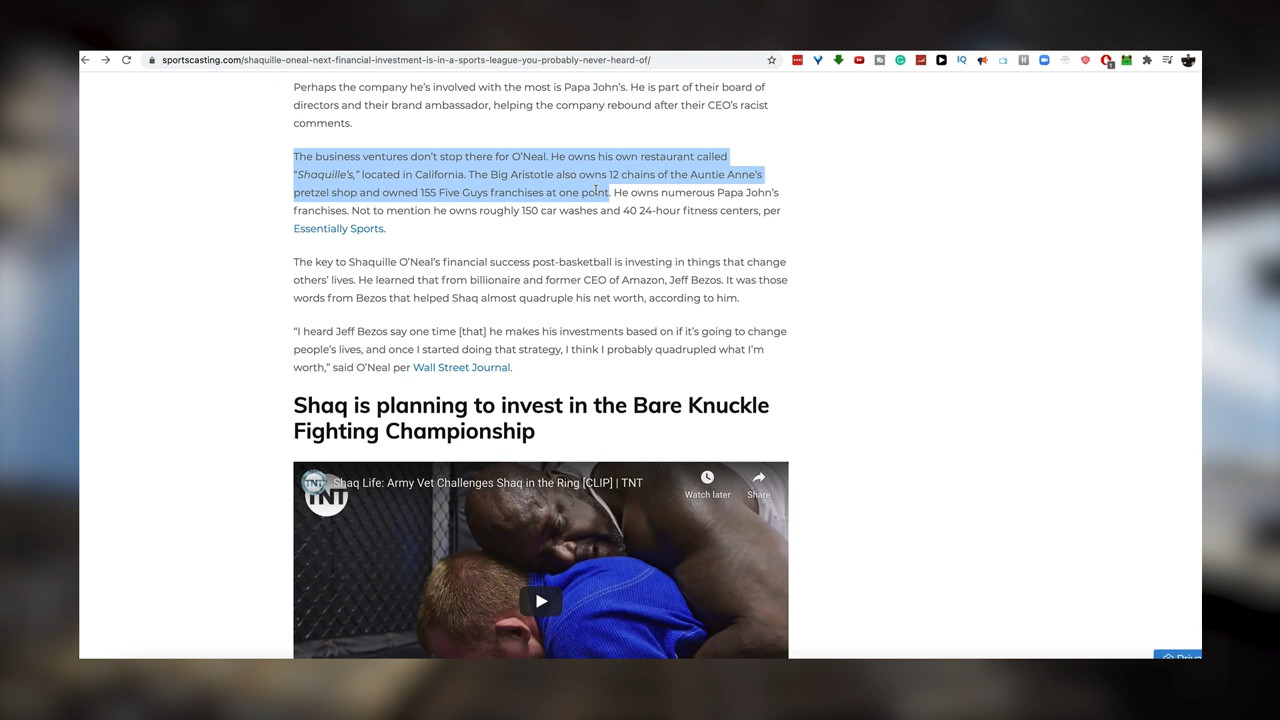 sportscasting.com/shaquille-oneal-next-financial-investment-is-in-a-sports-league-you-probably-never-heard-of/
IQ
H
1
Perhaps the company he's involved with the most is Papa John's. He is part of their board of
directors and their brand ambassador, helping the company rebound after their CEO's racist
comments.
The business ventures don't stop there for O'Neal. He owns his own restaurant called
“Shaquille's,” located in California. The Big Aristotle also owns 12 chains of the Auntie Anne's
pretzel shop and owned 155 Five Guys franchises at one point. He owns numerous Papa John's
franchises. Not to mention he owns roughly 150 car washes and 40 24-hour fitness centers, per
Essentially Sports.
The key to Shaquille O'Neal's financial success post-basketball is investing in things that change
others' lives. He learned that from billionaire and former CEO of Amazon, Jeff Bezos. It was those
words from Bezos that helped Shaq almost quadruple his net worth, according to him.
“I heard Jeff Bezos say one time [that] he makes his investments based on if it's going to change
people's lives, and once I started doing that strategy, I think I probably quadrupled what I'm
worth,” said O'Neal per Wall Street Journal.
Shaq is planning to invest in the Bare Knuckle
Fighting Championship
TNT
Shaq Life: Army Vet Challenges Shaq in the Ring [CLIP] | TNT
Watch later
Share
TNT